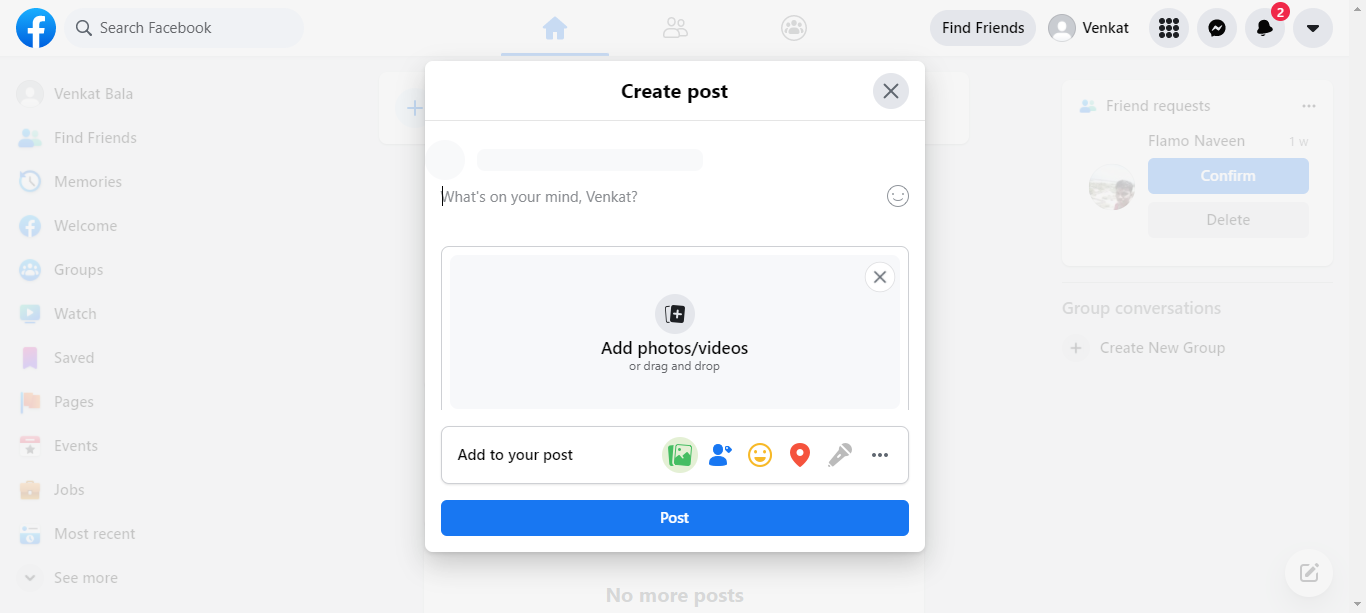 Search Facebook
Find Friends
Venkat
2
Venkat Bala
Find Friends
Memories
Welcome
Groups
Watch
Saved
Pages
Events
Jobs
Most recent
See more
Create post
What's on your mind, Venkat?
Add photos/videos
or drag and drop
Add to your post
Post
No more posts
Friend requests
Flamo Naveen 1 w
Confirm
Delete
Group conversations
Create New Group